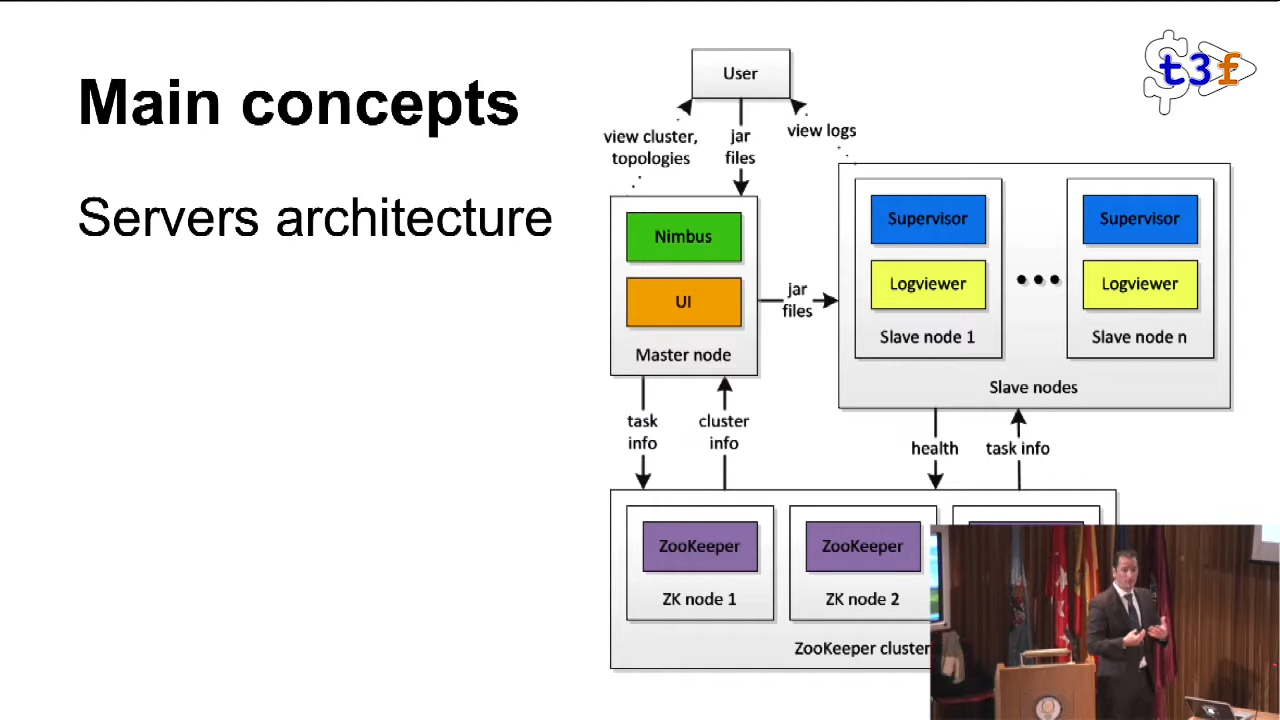 Main concepts
Servers architecture
t3f
User
view cluster,
topologies
jar
files
view logs
Nimbus
UI
Master node
jar
files
Supervisor
Logviewer
Slave node 1
Supervisor
Logviewer
Slave node n
Slave nodes
task
info
cluster
info
health
task info
ZooKeeper
ZK node 1
ZooKeeper
ZK node 2
ZooKeeper cluster